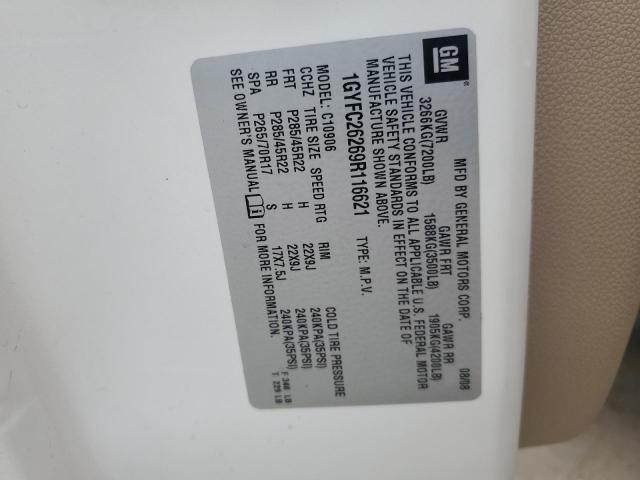 GM
MFD BY GENERAL MOTORS CORP. 08/08
GVWR GAWR FRT GAWR RR
3266KG(7200LB) 1588KG(3500LB) 1905KG(4200LB)
THIS VEHICLE CONFORMS TO ALL APPLICABLE U.S. FEDERAL MOTOR
VEHICLE SAFETY STANDARDS IN EFFECT ON THE DATE OF
MANUFACTURE SHOWN ABOVE.
1GYFC26269R116621 TYPE: M.P.V.
MODEL: C10906
CCHZ TIRE SIZE SPEED RTG RIM COLD TIRE PRESSURE
FRT P285/45R22 H 22X9J 240KPA(35PSI)
RR P285/45R22 H 22X9J 240KPA(35PSI)
SPA P265/70R17 S 17X7.5J 240KPA(35PSI)
SEE OWNER'S MANUAL FOR MORE INFORMATION.
F: 348 LB
T: 229 LB